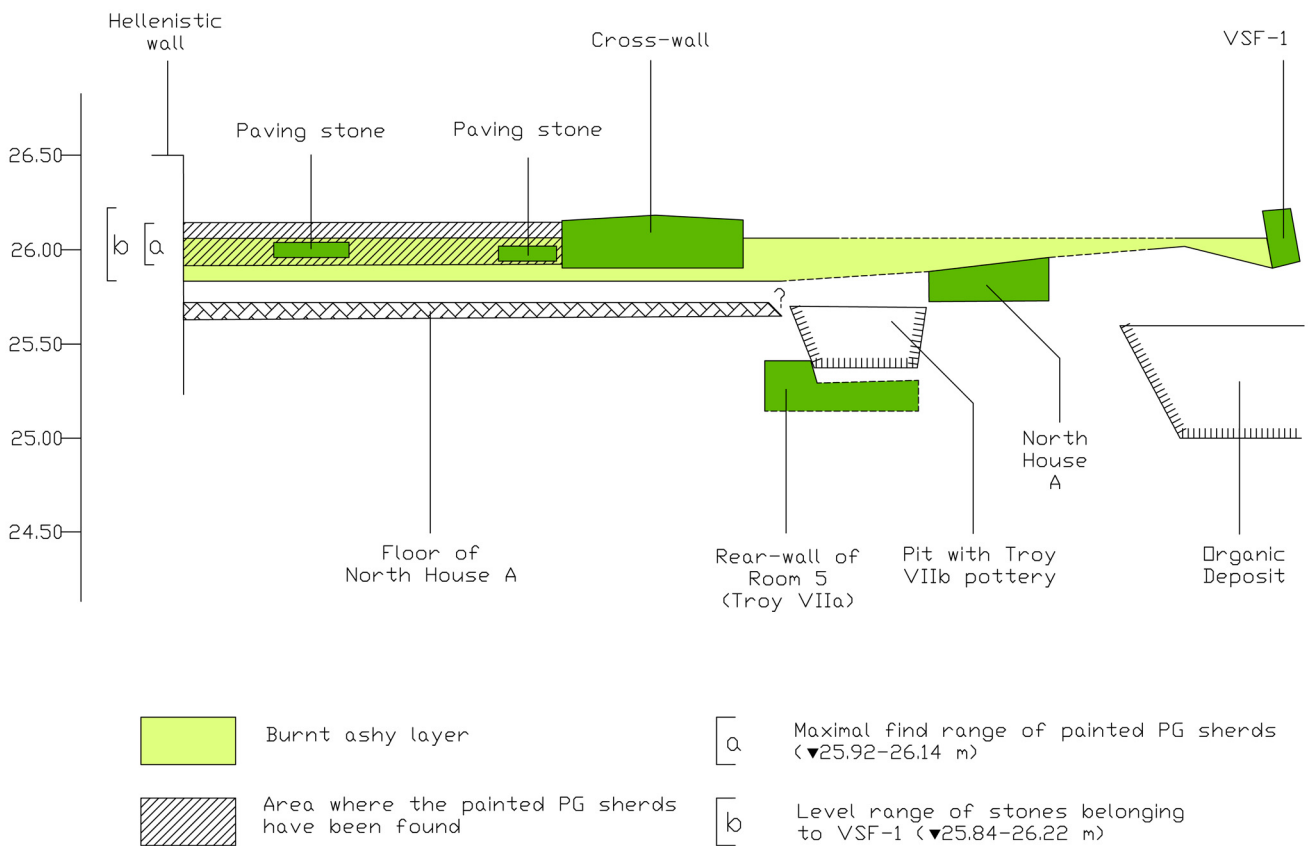 Hellenistic
wall
Cross-wall
VSF-1
Paving stone
Paving stone
26.50
26.00
25.50
25.00
24.50
b
a
?
North
House
A
Floor of
North House A
Rear-wall of
Room 5
(Troy VIIa)
Pit with Troy
VIIb pottery
Organic
Deposit
Burnt ashy layer
Area where the painted PG sherds
have been found
a
Maximal find range of painted PG sherds
(▼25.92-26.14 m)
b
Level range of stones belonging
to VSF-1 (▼25.84-26.22 m)